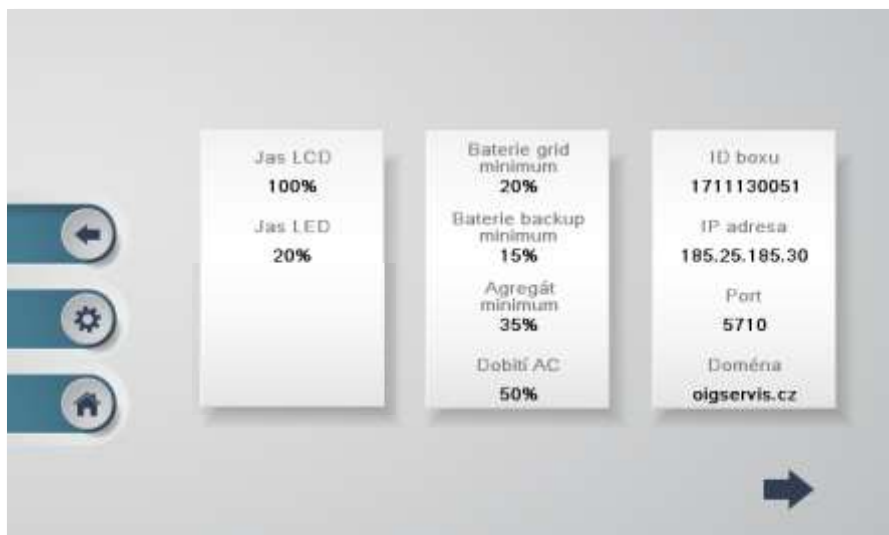 Jas LCD
100%
Jas LED
20%
Baterie grid
minimum
20%
Baterie backup
minimum
15%
Agregát
minimum
35%
Dobití AC
50%
ID boxu
1711130051
IP adresa
185.25.185.30
Port
5710
Doména
oigservis.cz